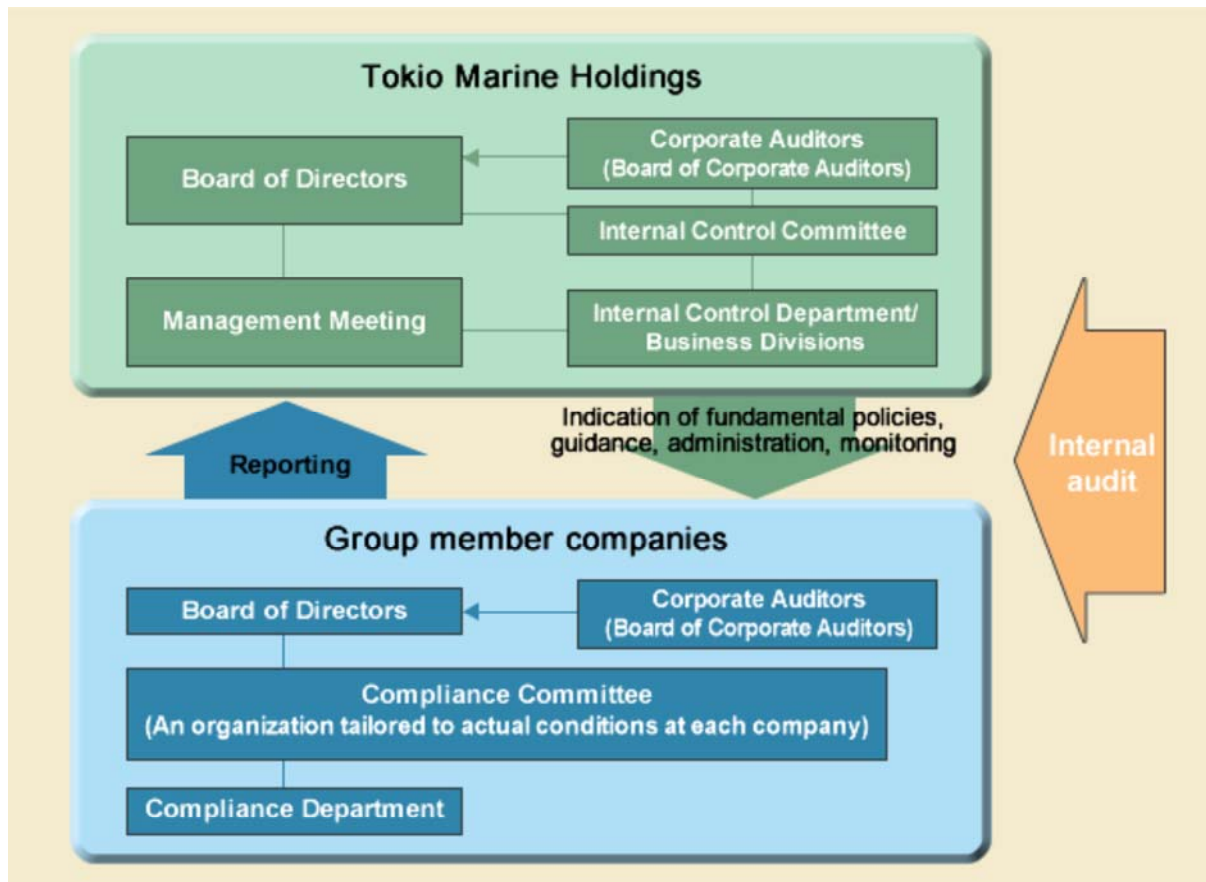 Tokio Marine Holdings
Board of Directors
Corporate Auditors
(Board of Corporate Auditors)
Internal Control Committee
Management Meeting
Internal Control Department/
Business Divisions
Reporting
Indication of fundamental policies,
guidance, administration, monitoring
Internal
audit
Group member companies
Board of Directors
Corporate Auditors
(Board of Corporate Auditors)
Compliance Committee
(An organization tailored to actual conditions at each company)
Compliance Department